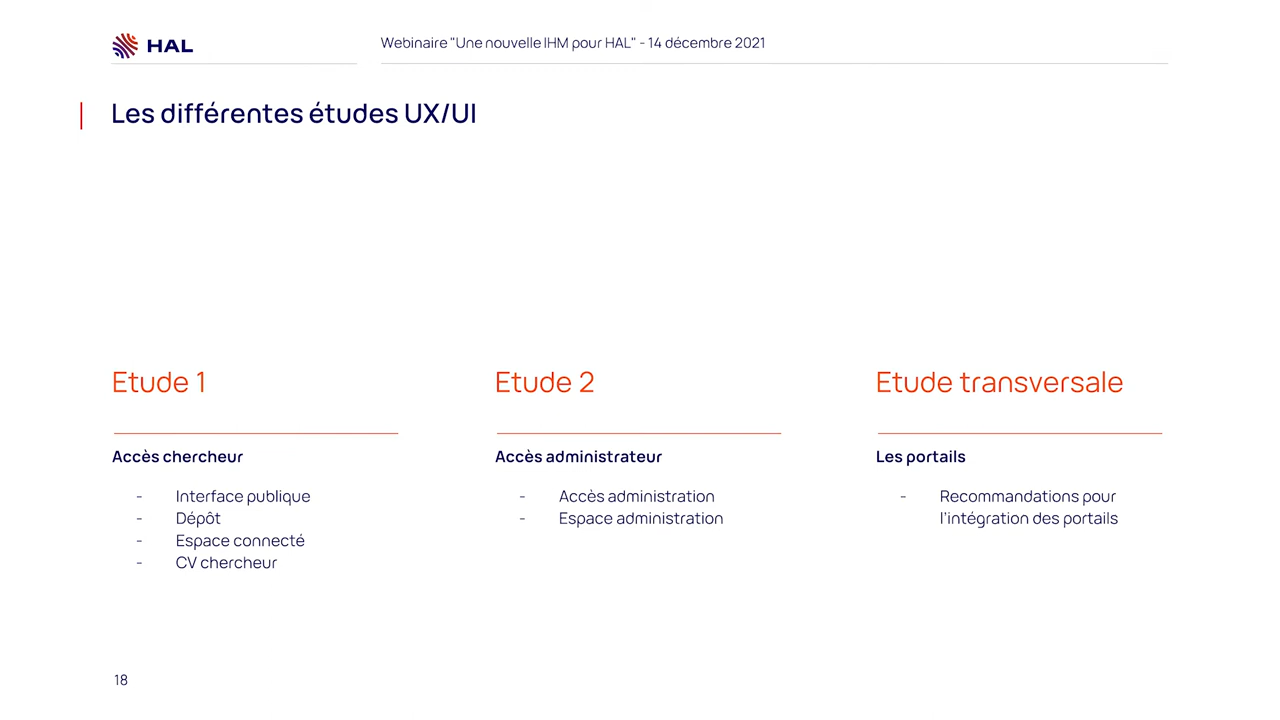 HAL
Webinaire "Une nouvelle IHM pour HAL" - 14 décembre 2021
Les différentes études UX/UI
Etude 1
Accès chercheur
- Interface publique
- Dépôt
- Espace connecté
- CV chercheur
Etude 2
Accès administrateur
- Accès administration
- Espace administration
Etude transversale
Les portails
- Recommandations pour
l'intégration des portails
18